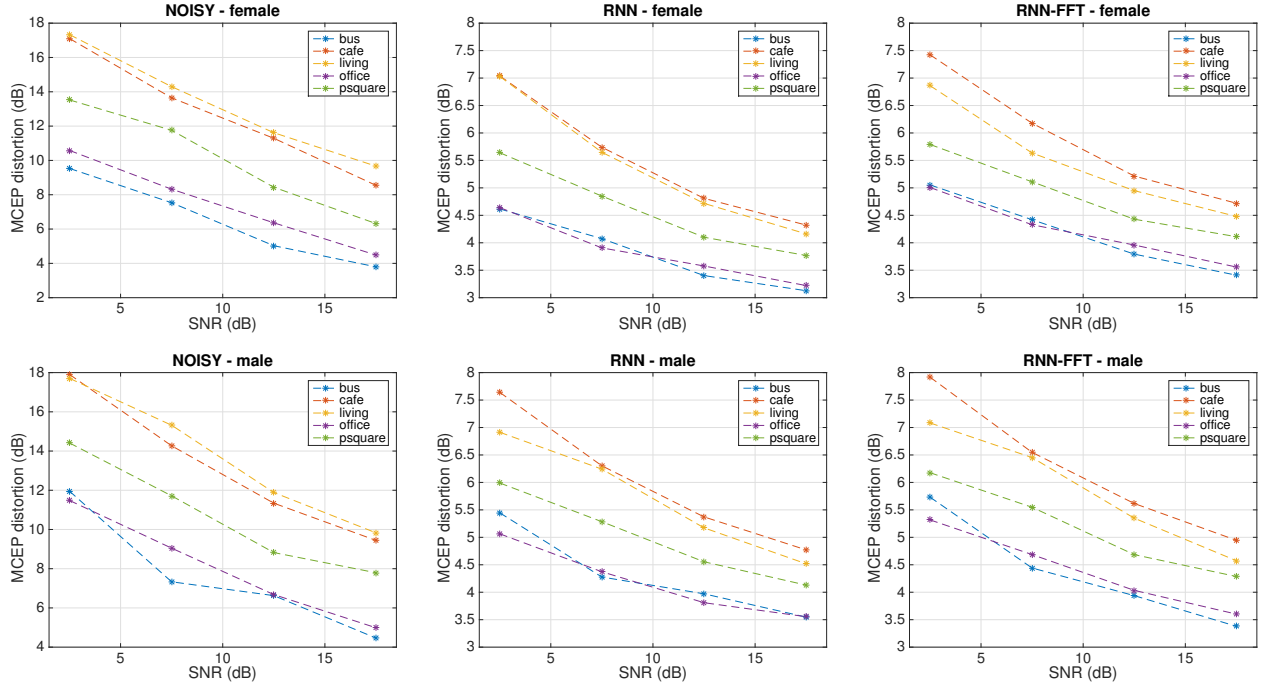 NOISY - female
18
16
14
12
10
8
6
4
2
MCEP distortion (dB)
bus
cafe
living
office
psquare
5
10
15
SNR (dB)
RNN - female
8
7.5
7
6.5
6
5.5
5
4.5
4
3.5
3
MCEP distortion (dB)
bus
cafe
living
office
psquare
5
10
15
SNR (dB)
RNN-FFT - female
8
7.5
7
6.5
6
5.5
5
4.5
4
3.5
3
MCEP distortion (dB)
bus
cafe
living
office
psquare
5
10
15
SNR (dB)
NOISY - male
18
16
14
12
10
8
6
4
MCEP distortion (dB)
bus
cafe
living
office
psquare
5
10
15
SNR (dB)
RNN - male
8
7.5
7
6.5
6
5.5
5
4.5
4
3.5
3
MCEP distortion (dB)
bus
cafe
living
office
psquare
5
10
15
SNR (dB)
RNN-FFT - male
8
7.5
7
6.5
6
5.5
5
4.5
4
3.5
3
MCEP distortion (dB)
bus
cafe
living
office
psquare
5
10
15
SNR (dB)